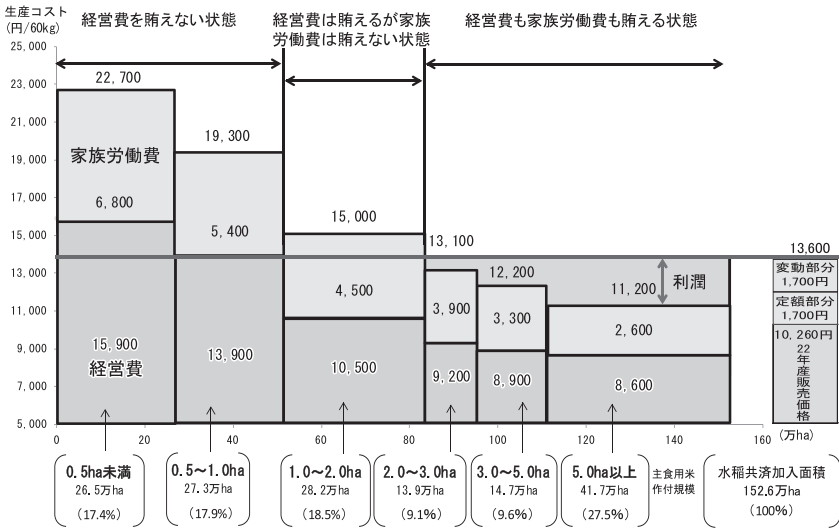 生産コスト
(円/60kg)
経営費を賄えない状態
経営費は賄えるが家族
労働費は賄えない状態
経営費も家族労働費も賄える状態
25,000
23,000
21,000
19,000
17,000
15,000
13,000
11,000
9,000
7,000
5,000
22,700
家族労働費
6,800
15,900
経営費
19,300
5,400
13,900
15,000
4,500
10,500
13,100
3,900
9,200
12,200
3,300
8,900
11,200
利潤
2,600
8,600
13,600
変動部分
1,700円
定額部分
1,700円
10,260円
22
年
産
販
売
価
格
0
20
40
60
80
100
120
140
160
(万ha)
0.5ha未満
26.5万ha
(17.4%)
0.5～1.0ha
27.3万ha
(17.9%)
1.0～2.0ha
28.2万ha
(18.5%)
2.0～3.0ha
13.9万ha
(9.1%)
3.0～5.0ha
14.7万ha
(9.6%)
5.0ha以上
41.7万ha
(27.5%)
主食用米
作付規模
水稲共済加入面積
152.6万ha
(100%)